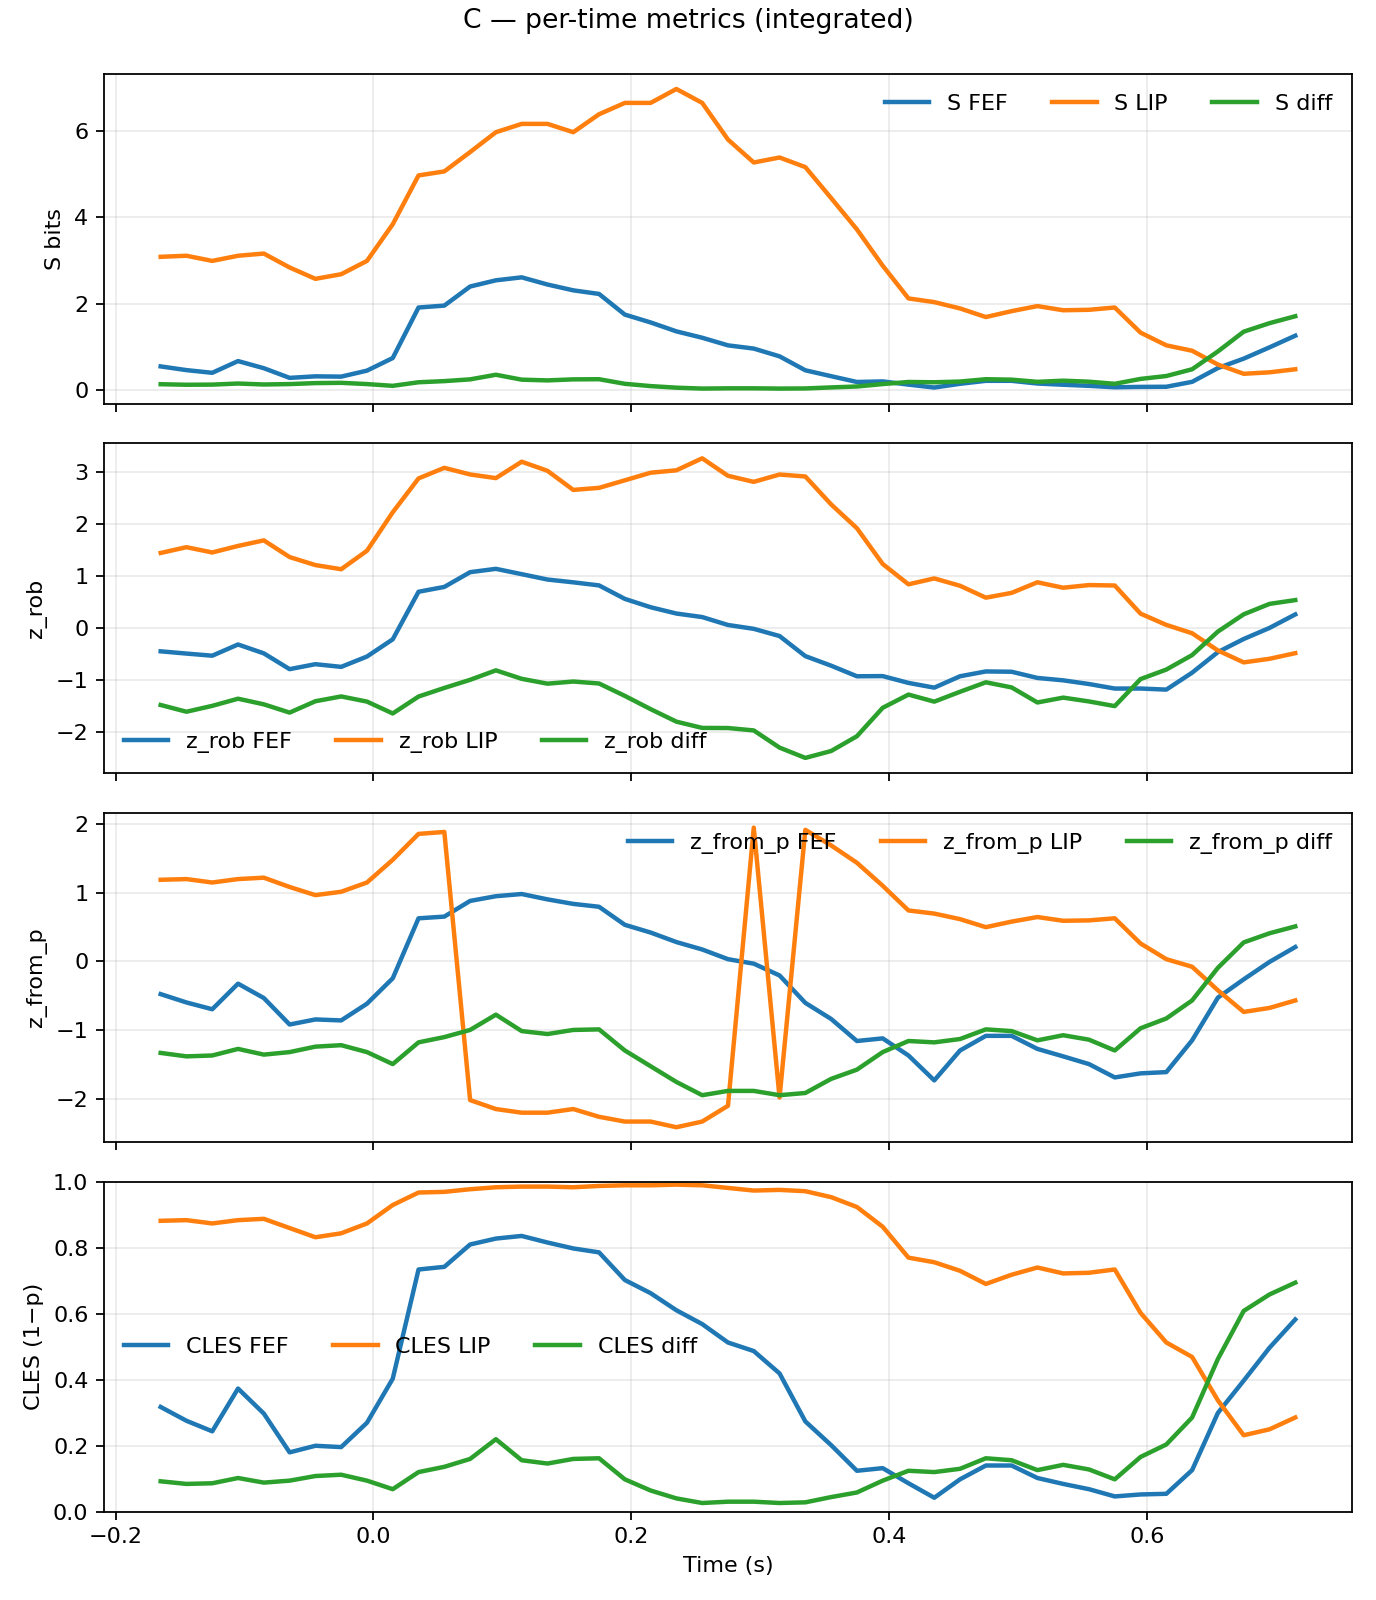 C — per-time metrics (integrated)
S FEF S LIP S diff
6
4
2
0
S bits
3
2
1
0
−1
−2
z_rob
z_rob FEF z_rob LIP z_rob diff
z_from_p FEF z_from_p LIP z_from_p diff
2
1
0
−1
−2
z_from_p
1.0
0.8
0.6
0.4
0.2
0.0
CLES (1−p)
CLES FEF CLES LIP CLES diff
−0.2 0.0 0.2 0.4 0.6
Time (s)